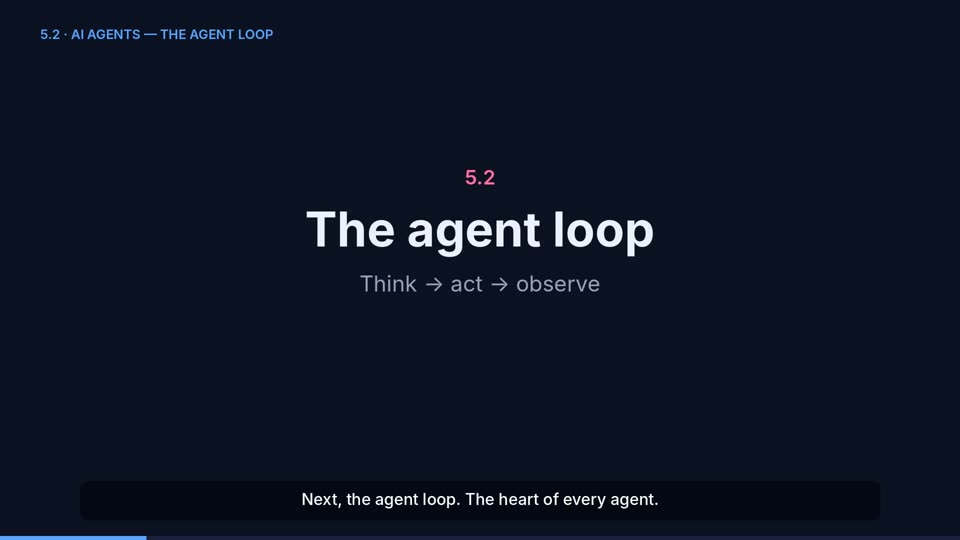 5.2 · AI AGENTS — THE AGENT LOOP
5.2
The agent loop
Think → act → observe
Next, the agent loop. The heart of every agent.